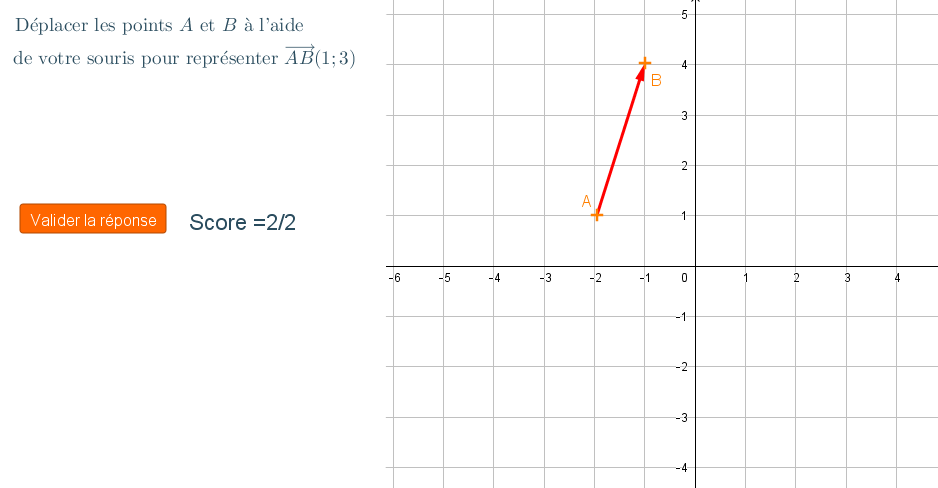 Déplacer les points A et B à l'aide
de votre souris pour représenter $\overrightarrow{AB}(1;3)$
Valider la réponse
Score =2/2
5
4
B
3
2
A
1
-6 -5 -4 -3 -2 -1 0 1 2 3 4
-1
-2
-3
-4